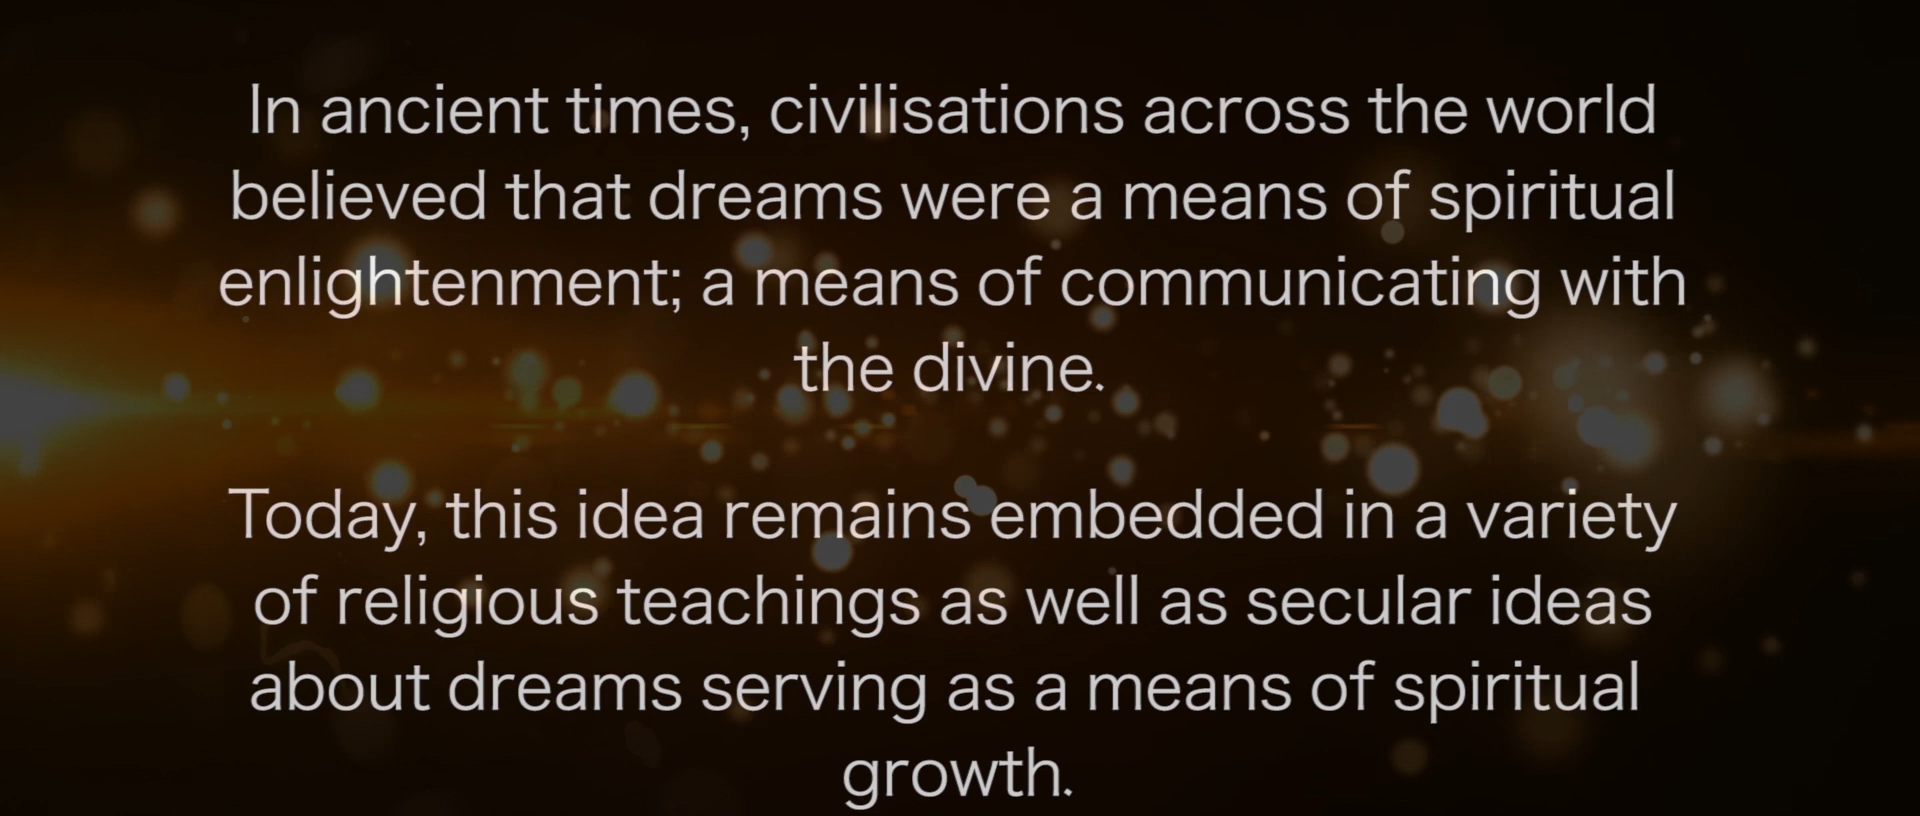 In ancient times, civilisations across the world
believed that dreams were a means of spiritual
enlightenment; a means of communicating with
the divine.
Today, this idea remains embedded in a variety
of religious teachings as well as secular ideas
about dreams serving as a means of spiritual
growth.